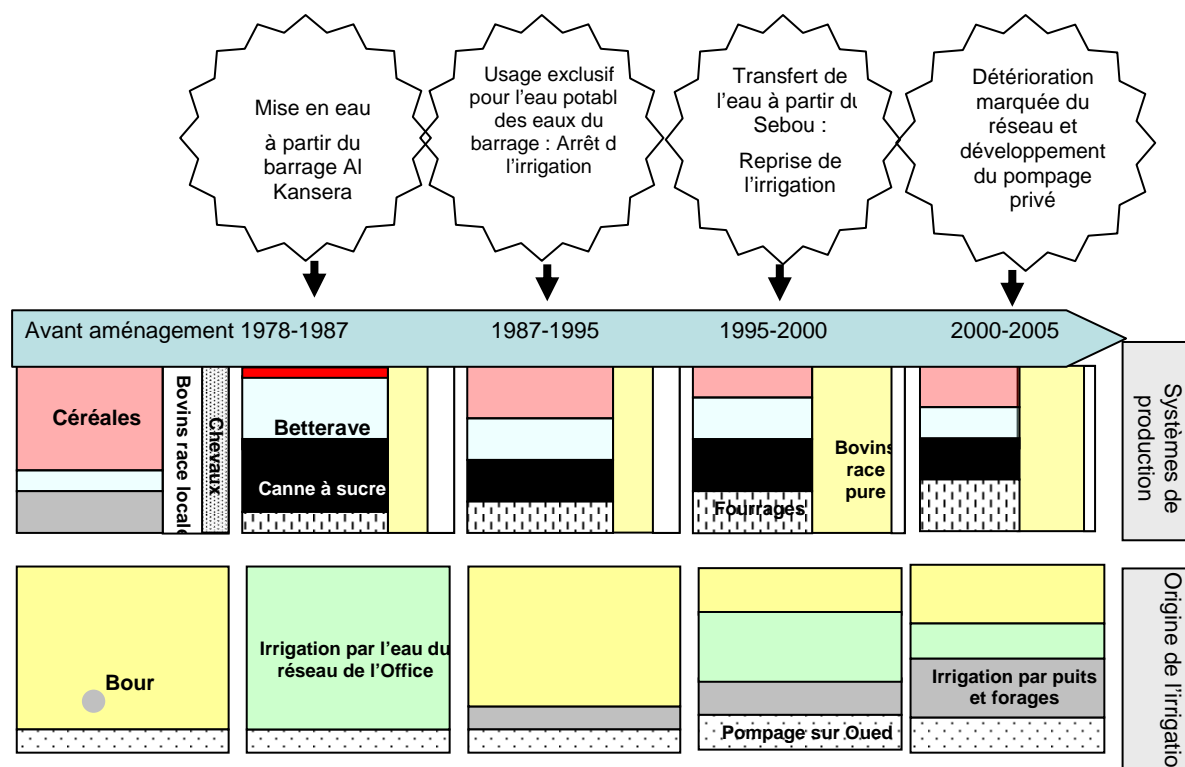 Mise en eau
à partir du
barrage Al
Kansera
Usage exclusif
pour l'eau potabl
des eaux du
barrage : Arrêt d
l'irrigation
Transfert de
l'eau à partir du
Sebou :
Reprise de
l'irrigation
Détérioration
marquée du
réseau et
développement
du pompage
privé
Avant aménagement 1978-1987
1987-1995
1995-2000
2000-2005
Céréales
Bovins race locale
Chevaux
Betterave
Canne à sucre
Fourrages
Bovins
race
pure
Systèmes de
production
Bour
Irrigation par l'eau du
réseau de l'Office
Pompage sur Oued
Irrigation par puits
et forages
Origine de l'irrigatio